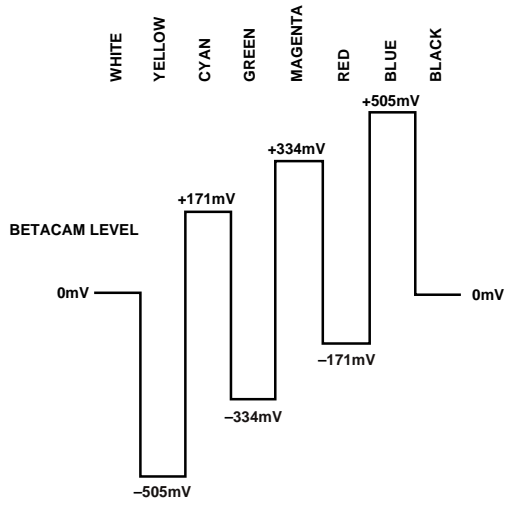 WHITE
YELLOW
CYAN
GREEN
MAGENTA
RED
BLUE
BLACK
+505mV
+334mV
+171mV
BETACAM LEVEL
0mV
0mV
–171mV
–334mV
–505mV